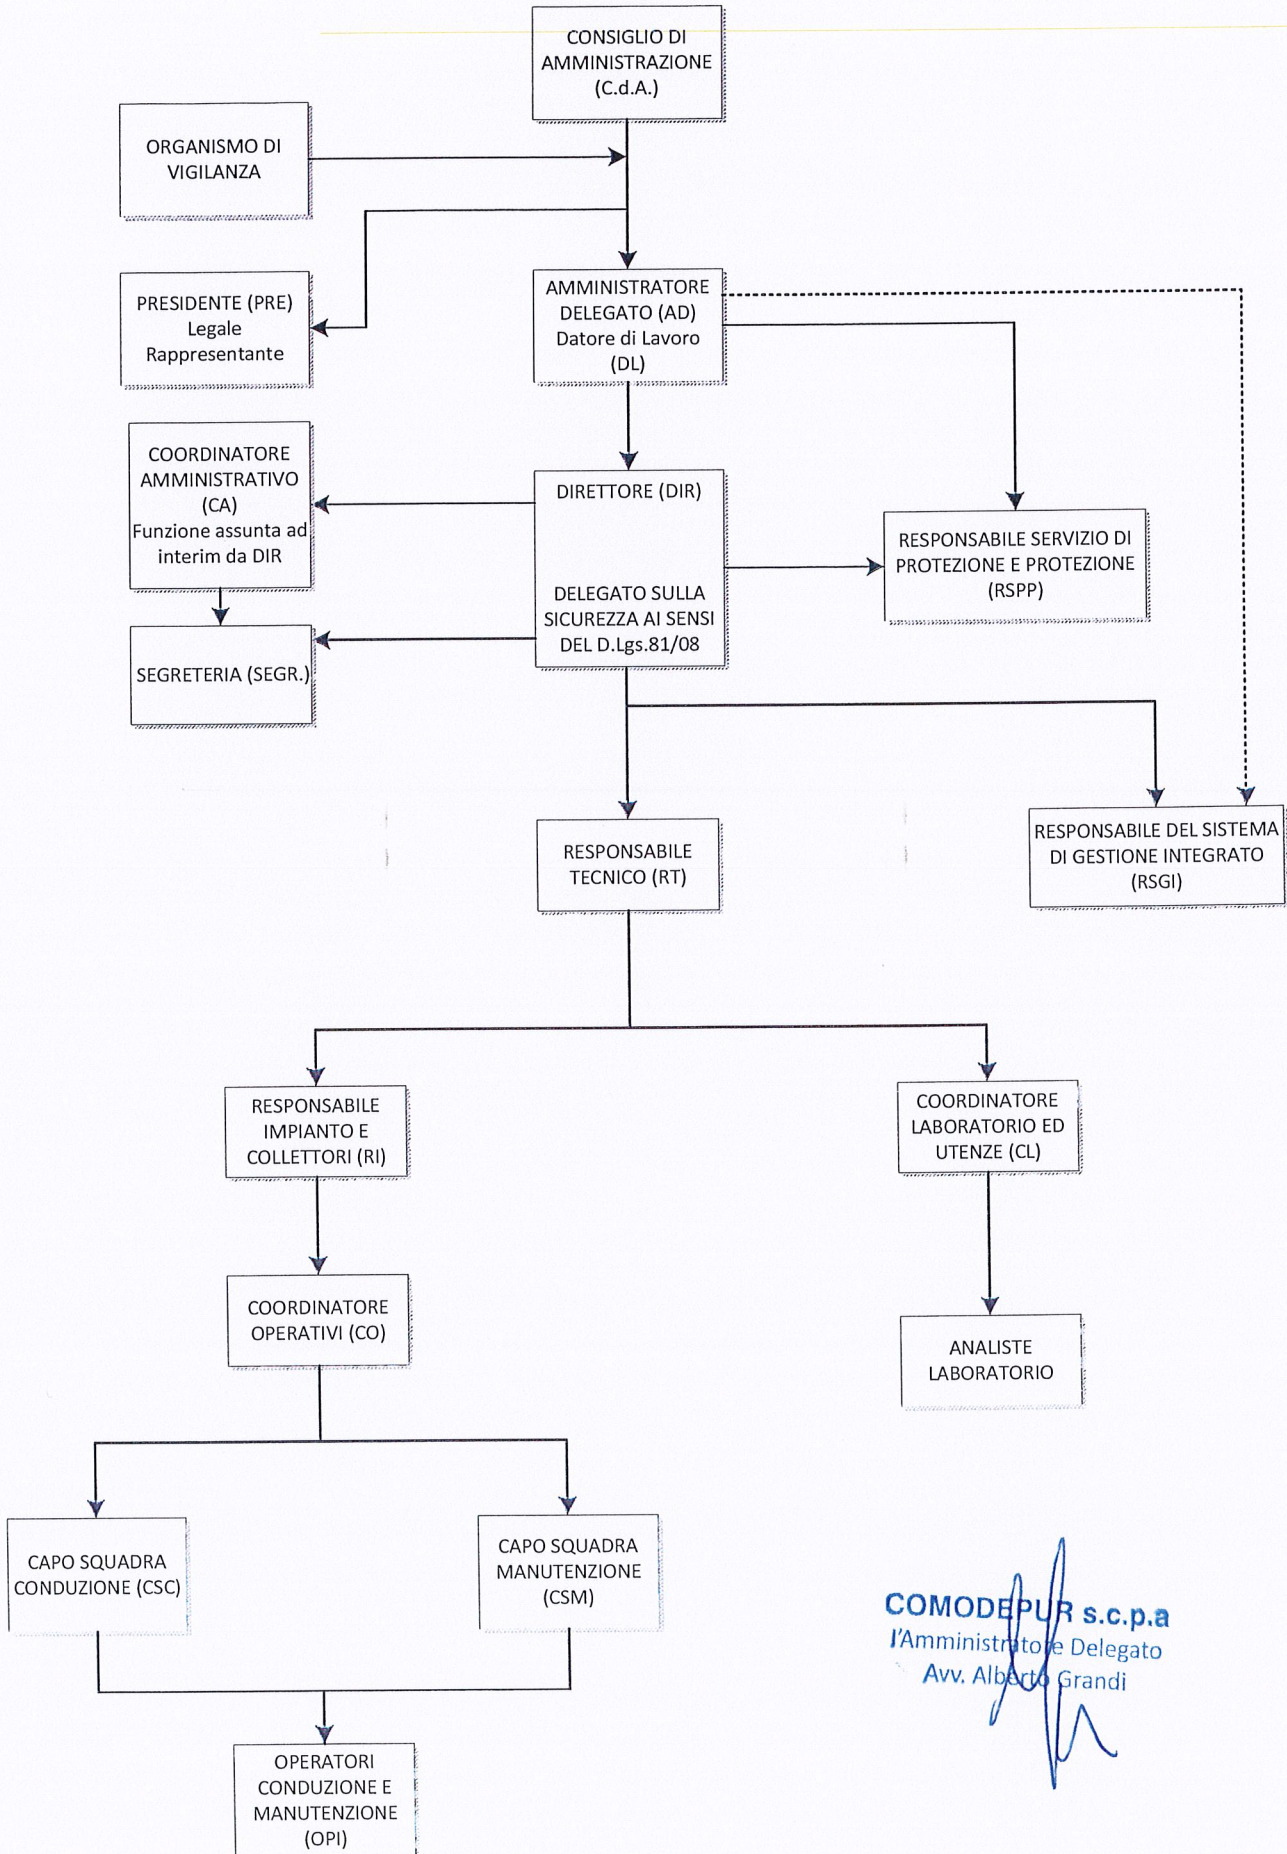 CONSIGLIO DI
AMMINISTRAZIONE
(C.d.A.)
ORGANISMO DI
VIGILANZA
PRESIDENTE (PRE)
Legale
Rappresentante
AMMINISTRATORE
DELEGATO (AD)
Datore di Lavoro
(DL)
COORDINATORE
AMMINISTRATIVO
(CA)
Funzione assunta ad
interim da DIR
DIRETTORE (DIR)
DELEGATO SULLA
SICUREZZA AI SENSI
DEL D.Lgs.81/08
RESPONSABILE SERVIZIO DI
PROTEZIONE E PROTEZIONE
(RSPP)
SEGRETERIA (SEGR.)
RESPONSABILE
TECNICO (RT)
RESPONSABILE DEL SISTEMA
DI GESTIONE INTEGRATO
(RSGI)
RESPONSABILE
IMPIANTO E
COLLETTORI (RI)
COORDINATORE
LABORATORIO ED
UTENZE (CL)
COORDINATORE
OPERATIVI (CO)
ANALISTE
LABORATORIO
CAPO SQUADRA
CONDUZIONE (CSC)
CAPO SQUADRA
MANUTENZIONE
(CSM)
OPERATORI
CONDUZIONE E
MANUTENZIONE
(OPI)
COMODEPUR s.c.p.a
l'Amministratore Delegato
Avv. Alberto Grandi